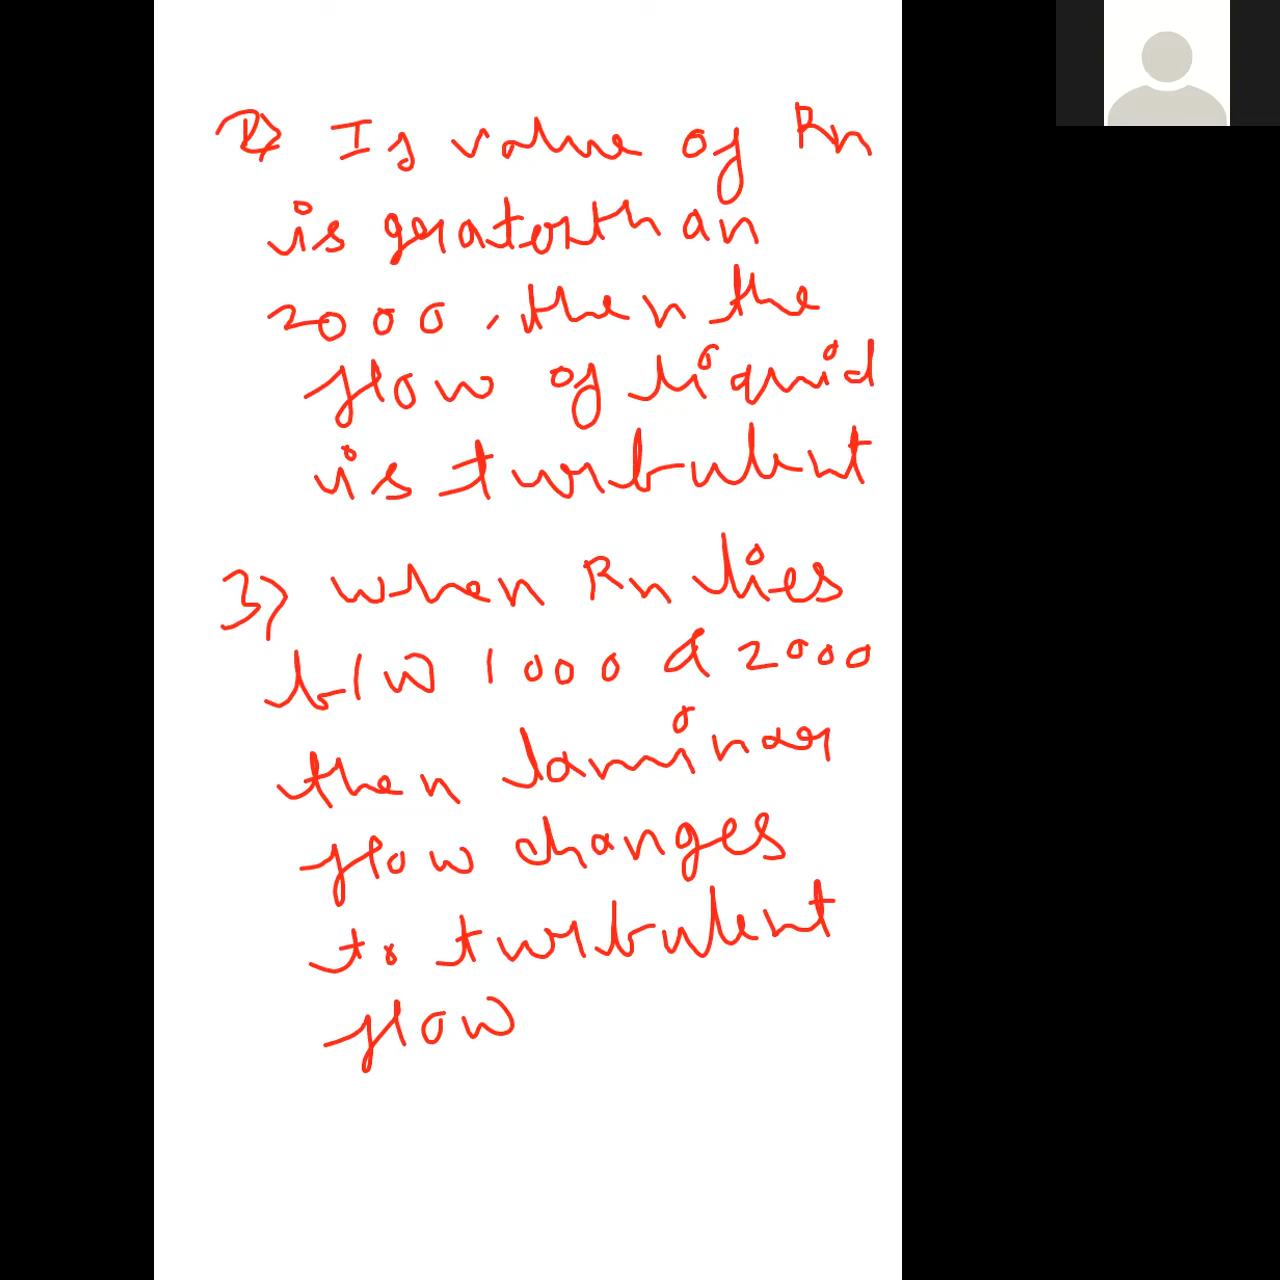 2) If value of Rn
is grator than
2000, then the
flow of liquid
is turbulent
3) when Rn lies
b/w 1000 & 2000
then laminar
flow changes
to turbulent
flow